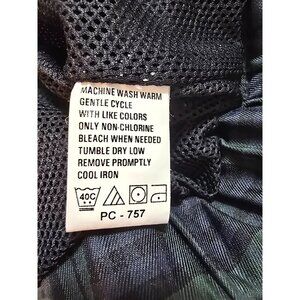 MACHINE WASH WARM
GENTLE CYCLE
WITH LIKE COLORS
ONLY NON-CHLORINE
BLEACH WHEN NEEDED
TUMBLE DRY LOW
REMOVE PROMPTLY
COOL IRON
40C
PC - 757